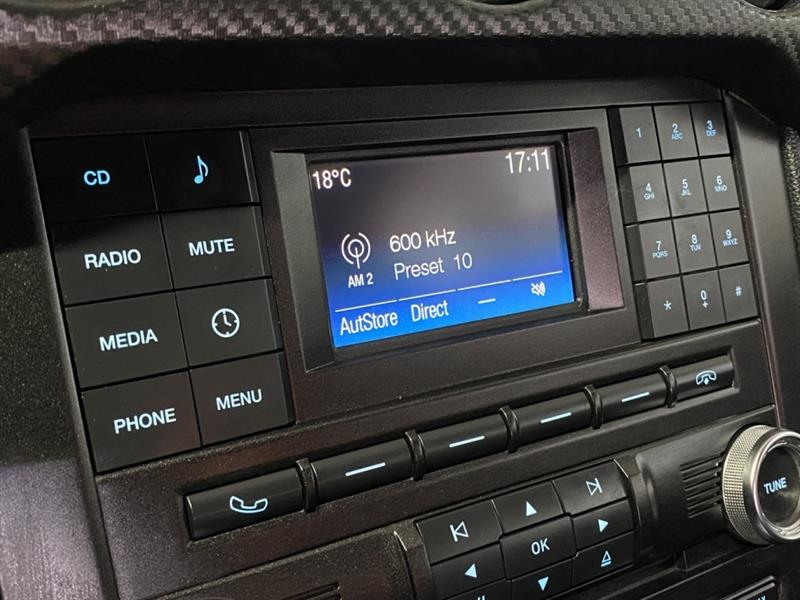 CD
RADIO
MUTE
MEDIA
PHONE
MENU
18°C
17:11
AM 2
600 kHz
Preset 10
AutStore Direct
1
2 ABC
3 DEF
4 GHI
5 JKL
6 MNO
7 PQRS
8 TUV
9 WXYZ
*
0 +
#
OK
TUNE